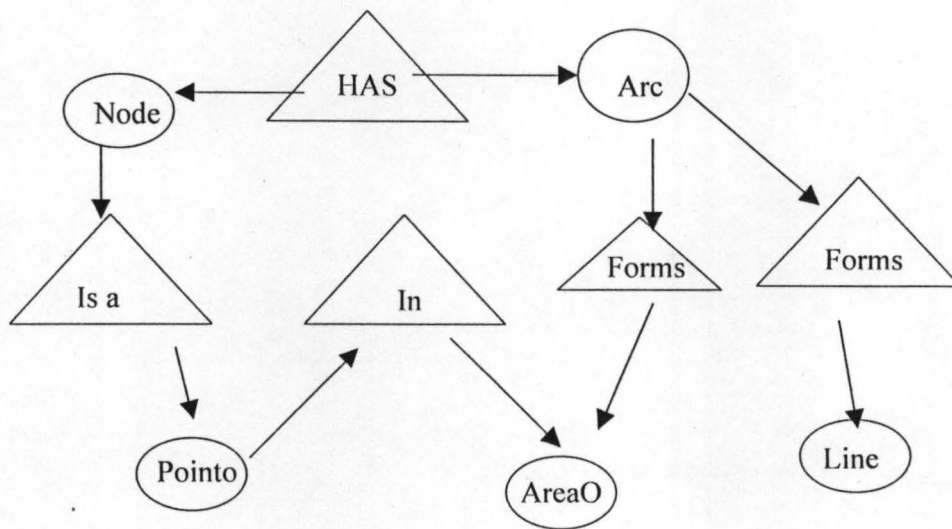 HAS
Arc
Node
Forms
Forms
Is a
In
Pointo
AreaO
Line